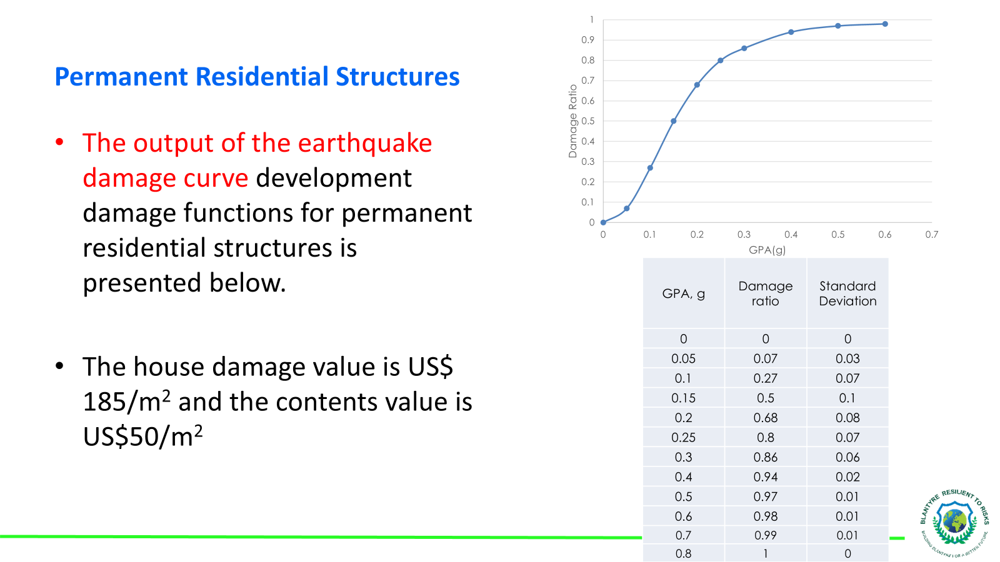 Permanent Residential Structures
• The output of the earthquake
damage curve development
damage functions for permanent
residential structures is
presented below.
• The house damage value is US$
185/m²  and the contents value is
US$50/m²
1
0.9
0.8
0.7
0.6
0.5
0.4
0.3
0.2
0.1
0
Damage Ratio
0 0.1 0.2 0.3 0.4 0.5 0.6 0.7
GPA(g)
GPA, g Damage ratio Standard Deviation
0 0 0
0.05 0.07 0.03
0.1 0.27 0.07
0.15 0.5 0.1
0.2 0.68 0.08
0.25 0.8 0.07
0.3 0.86 0.06
0.4 0.94 0.02
0.5 0.97 0.01
0.6 0.98 0.01
0.7 0.99 0.01
0.8 1 0
BLANTYRE RESILIENT TO RISKS
BUILDING BLANTYRE FOR A BETTER FUTURE